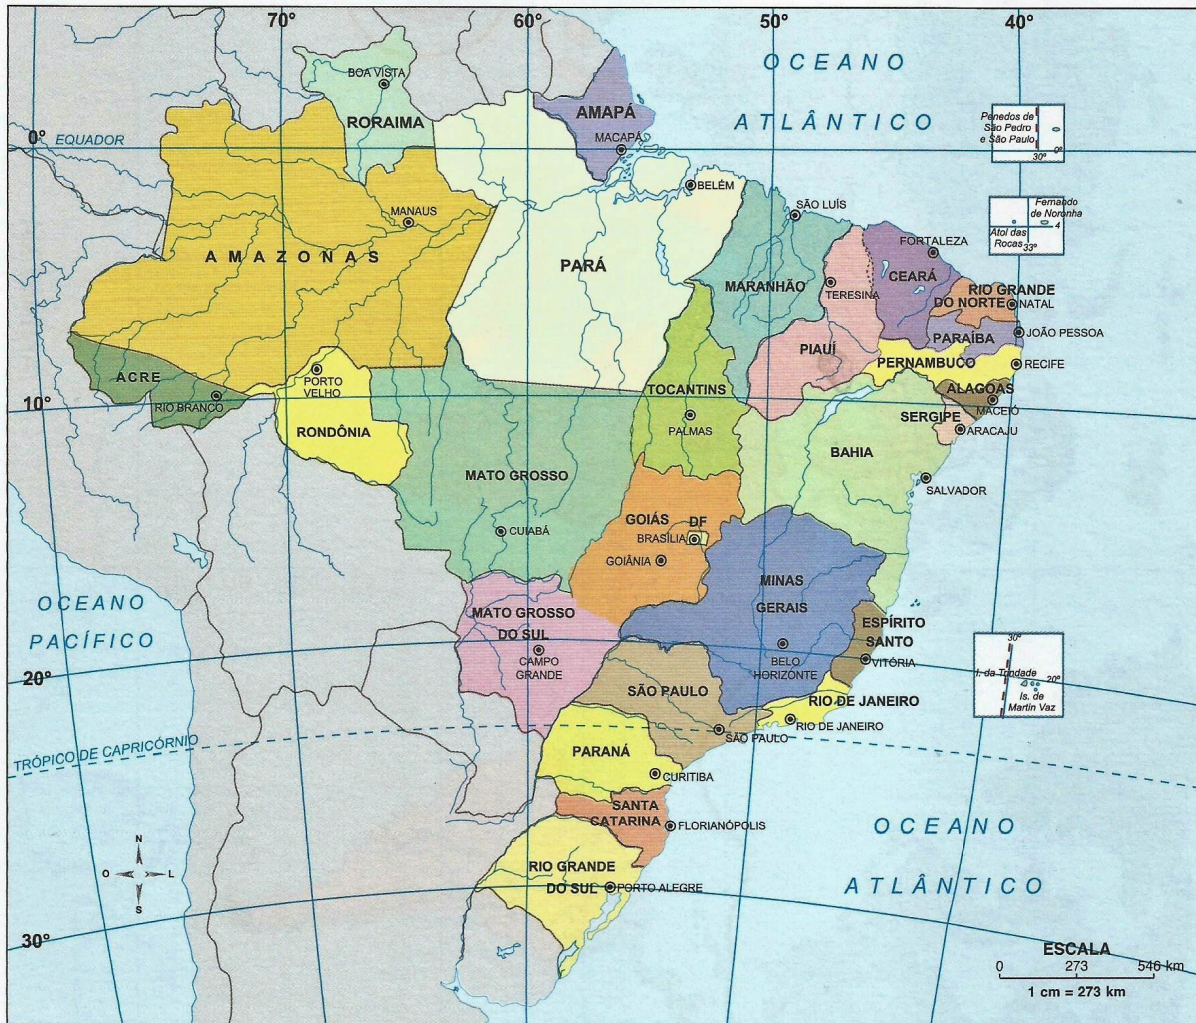 70°
60°
50°
40°
OCEANO
ATLÂNTICO
BOA VISTA
RORAIMA
AMAPÁ
MACAPÁ
Penedos de
São Pedro
e São Paulo
0°
30°
0°
EQUADOR
BELÉM
MANAUS
SÃO LUÍS
Fernando
de Noronha
4
Atol das
Rocas
33°
AMAZONAS
PARÁ
FORTALEZA
CEARÁ
MARANHÃO
TERESINA
RIO GRANDE
DO NORTE
NATAL
JOÃO PESSOA
PARAÍBA
PIAUÍ
PERNAMBUCO
RECIFE
ACRE
PORTO
VELHO
TOCANTINS
ALAGOAS
MACEIÓ
10°
RIO BRANCO
RONDÔNIA
PALMAS
SERGIPE
ARACAJU
BAHIA
MATO GROSSO
SALVADOR
CUIABÁ
GOIÁS
DF
BRASÍLIA
GOIÂNIA
MINAS
GERAIS
OCEANO
PACÍFICO
MATO GROSSO
DO SUL
CAMPO
GRANDE
ESPÍRITO
SANTO
VITÓRIA
BELO
HORIZONTE
30°
I. da Trindade
20°
Is. de
Martin Vaz
20°
SÃO PAULO
RIO DE JANEIRO
RIO DE JANEIRO
SÃO PAULO
TRÓPICO DE CAPRICÓRNIO
PARANÁ
CURITIBA
SANTA
CATARINA
FLORIANÓPOLIS
OCEANO
ATLÂNTICO
N
O
L
S
RIO GRANDE
DO SUL
PORTO ALEGRE
30°
ESCALA
0
273
546 km
1 cm = 273 km